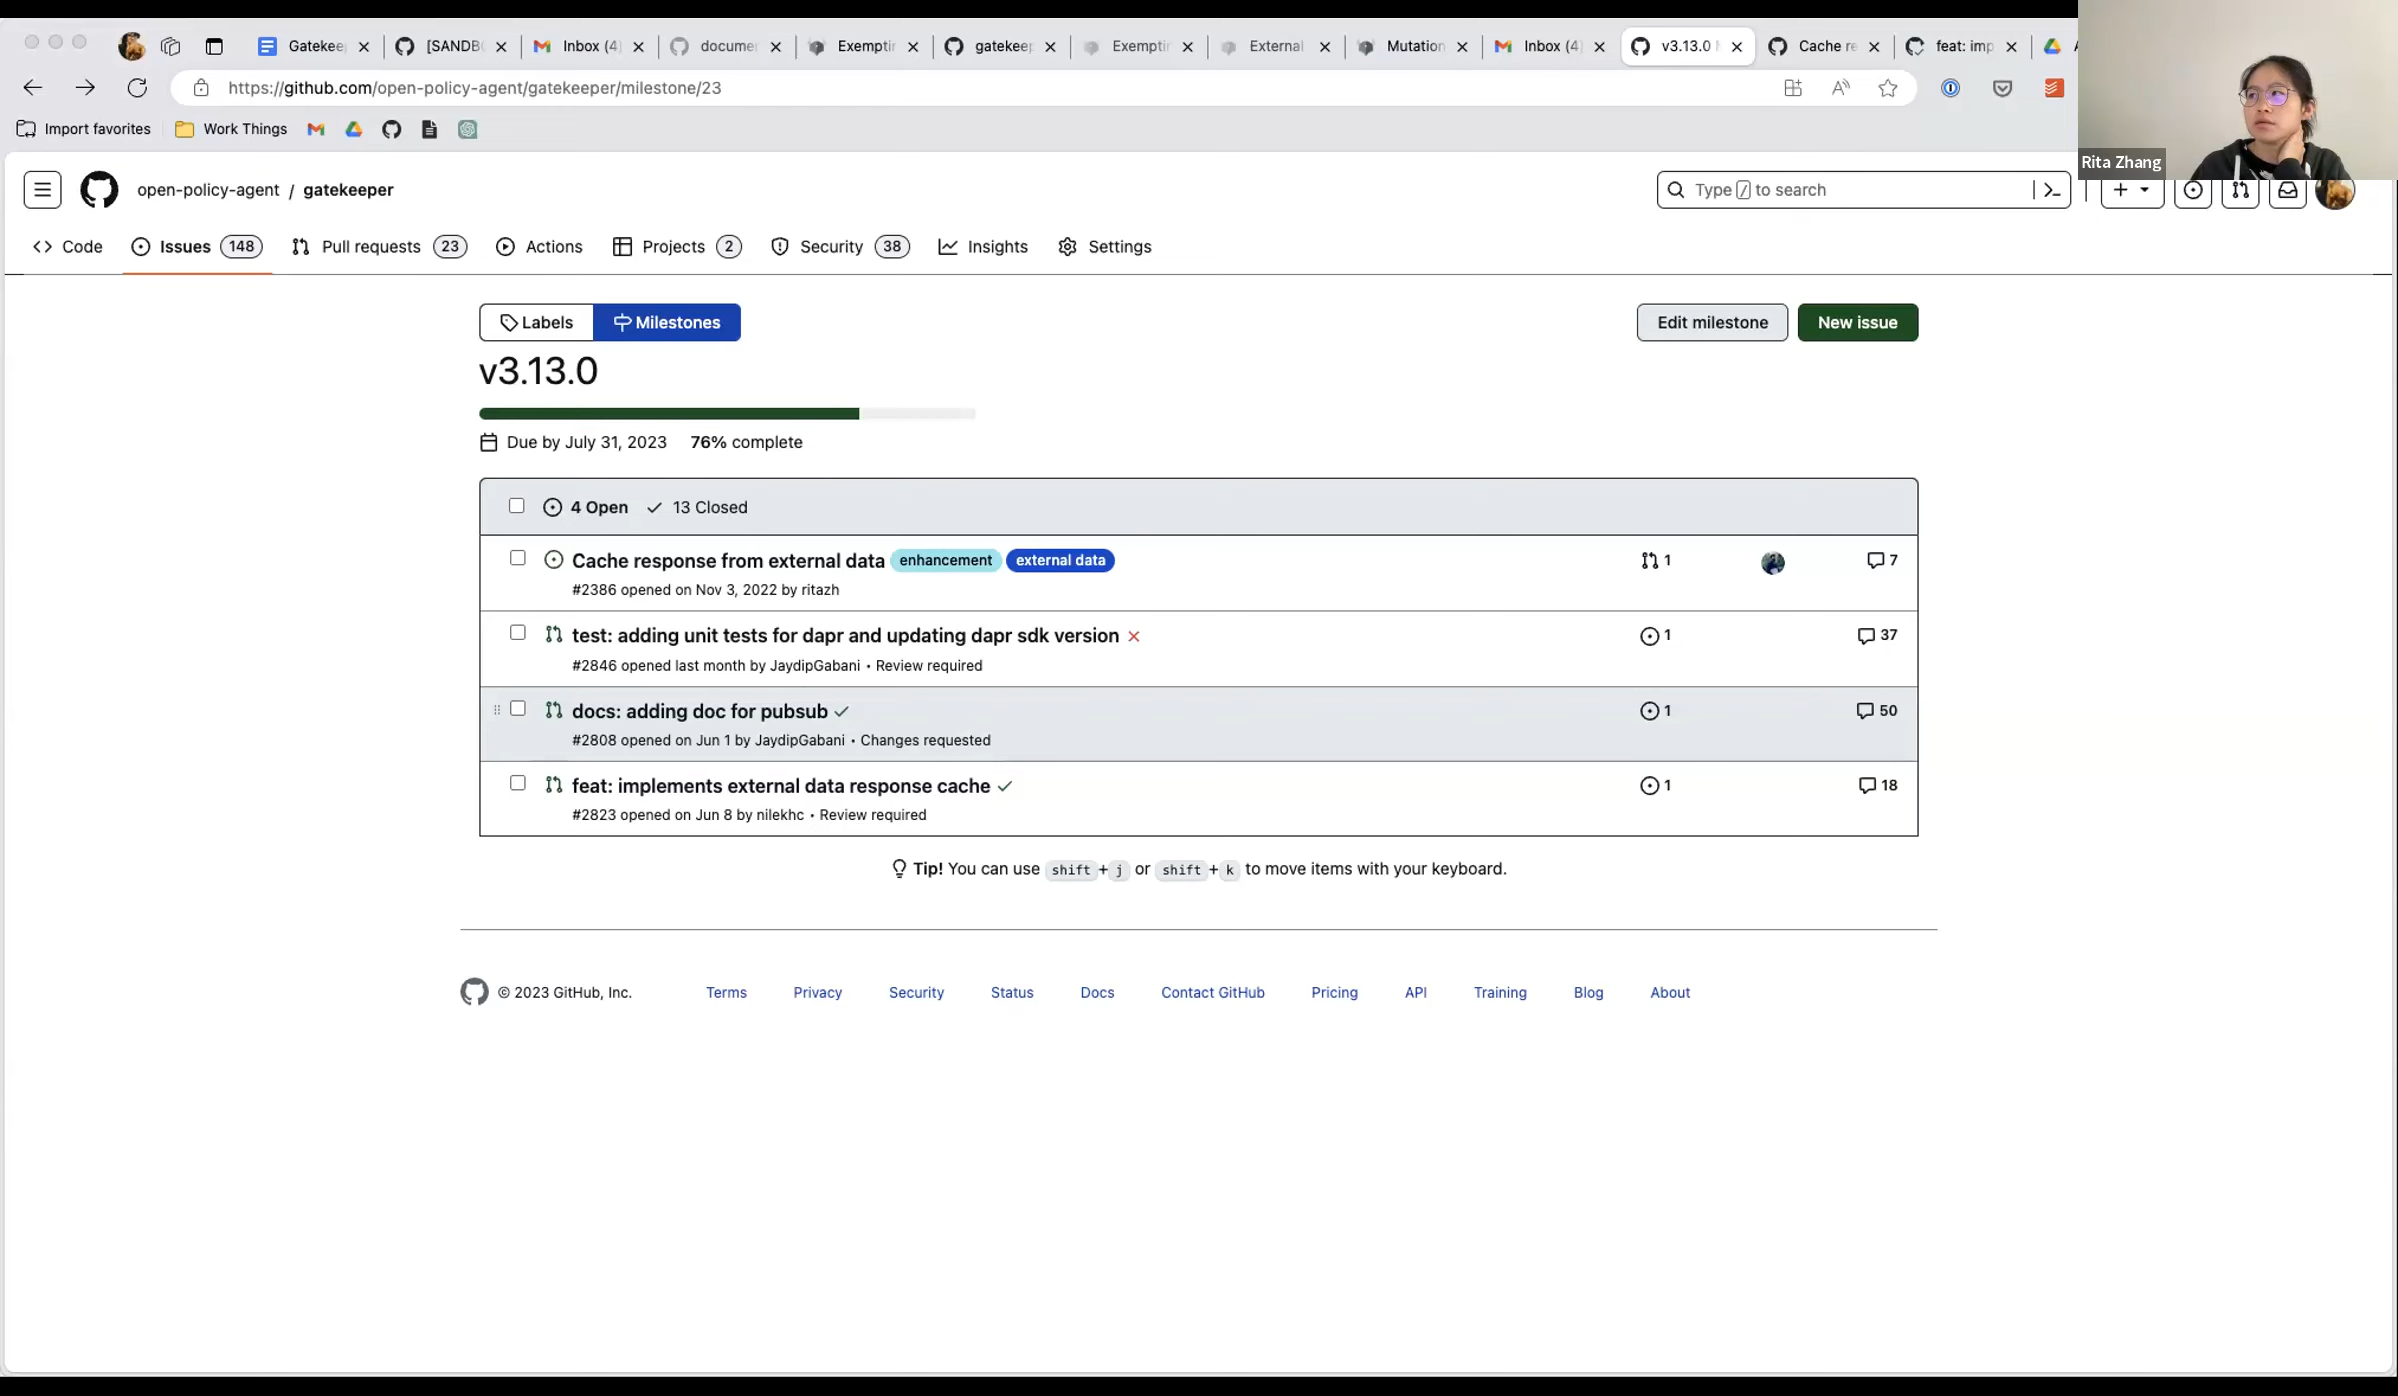 Gatekee
[SANDB
Inbox (4)
docume
Exempti
gatekeep
Exemptin
External
Mutation
Inbox (4)
v3.13.0
Cache re
feat: imp
https://github.com/open-policy-agent/gatekeeper/milestone/23
Import favorites
Work Things
Rita Zhang
open-policy-agent / gatekeeper
Type / to search
Code
Issues 148
Pull requests 23
Actions
Projects 2
Security 38
Insights
Settings
Labels
Milestones
Edit milestone
New issue
v3.13.0
Due by July 31, 2023 76% complete
4 Open 13 Closed
Cache response from external data enhancement external data 1 7
#2386 opened on Nov 3, 2022 by ritazh
test: adding unit tests for dapr and updating dapr sdk version 1 37
#2846 opened last month by JaydipGabani • Review required
docs: adding doc for pubsub 1 50
#2808 opened on Jun 1 by JaydipGabani • Changes requested
feat: implements external data response cache 1 18
#2823 opened on Jun 8 by nilekhc • Review required
Tip! You can use shift + j or shift + k to move items with your keyboard.
© 2023 GitHub, Inc. Terms Privacy Security Status Docs Contact GitHub Pricing API Training Blog About